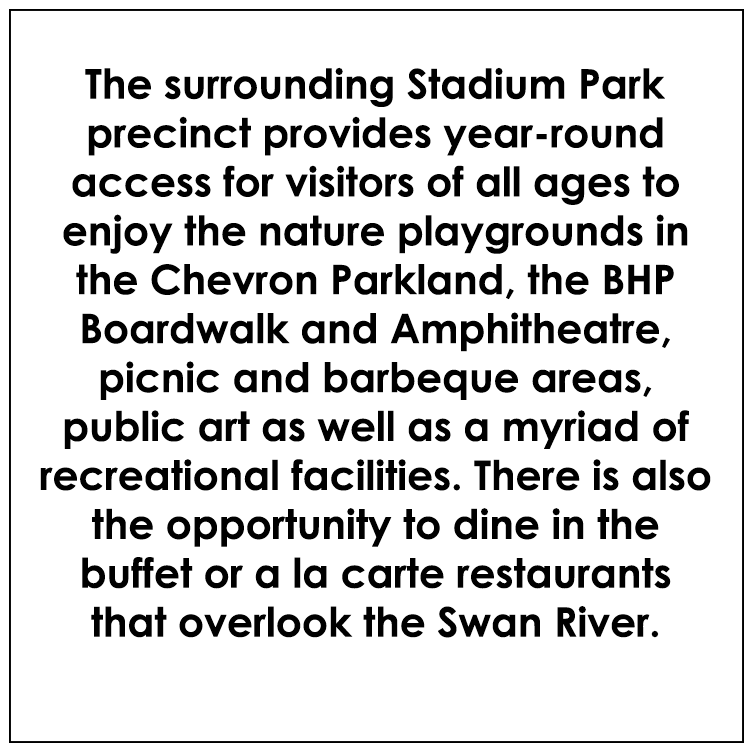 The surrounding Stadium Park
precinct provides year-round
access for visitors of all ages to
enjoy the nature playgrounds in
the Chevron Parkland, the BHP
Boardwalk and Amphitheatre,
picnic and barbeque areas,
public art as well as a myriad of
recreational facilities. There is also
the opportunity to dine in the
buffet or a la carte restaurants
that overlook the Swan River.